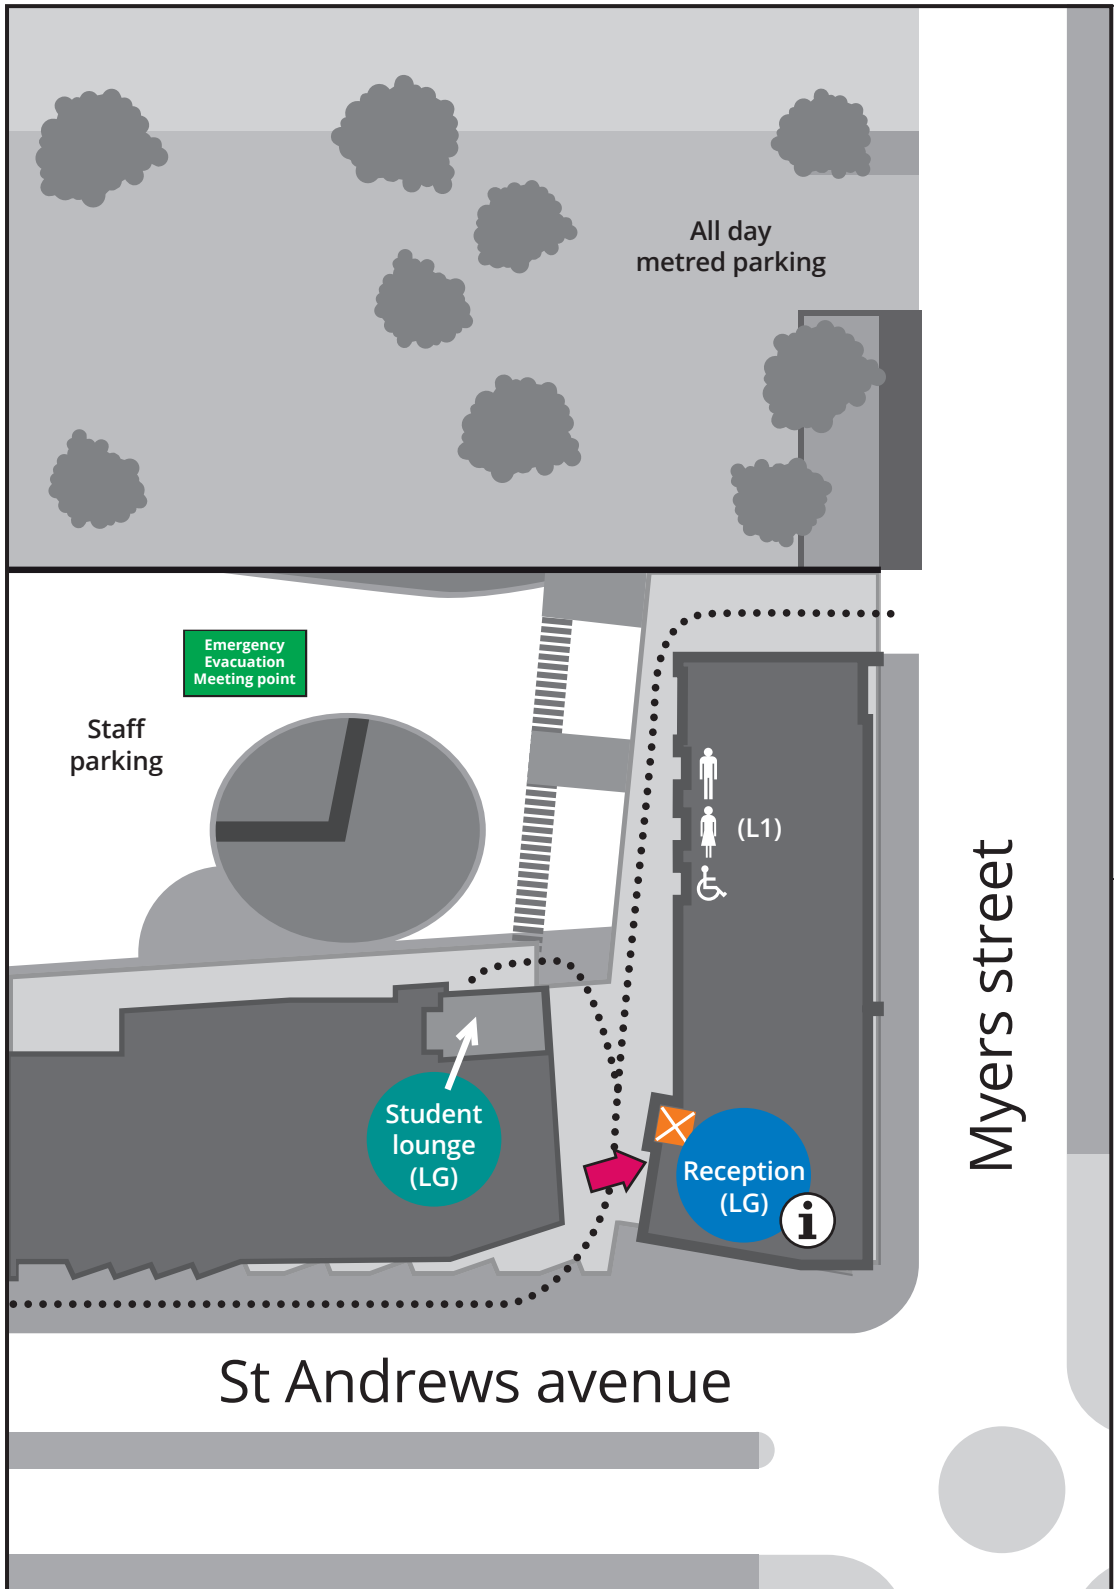 All day
metred parking
Emergency
Evacuation
Meeting point
Staff
parking
(L1)
Myers street
Student
lounge
(LG)
Reception
(LG)
i
St Andrews avenue